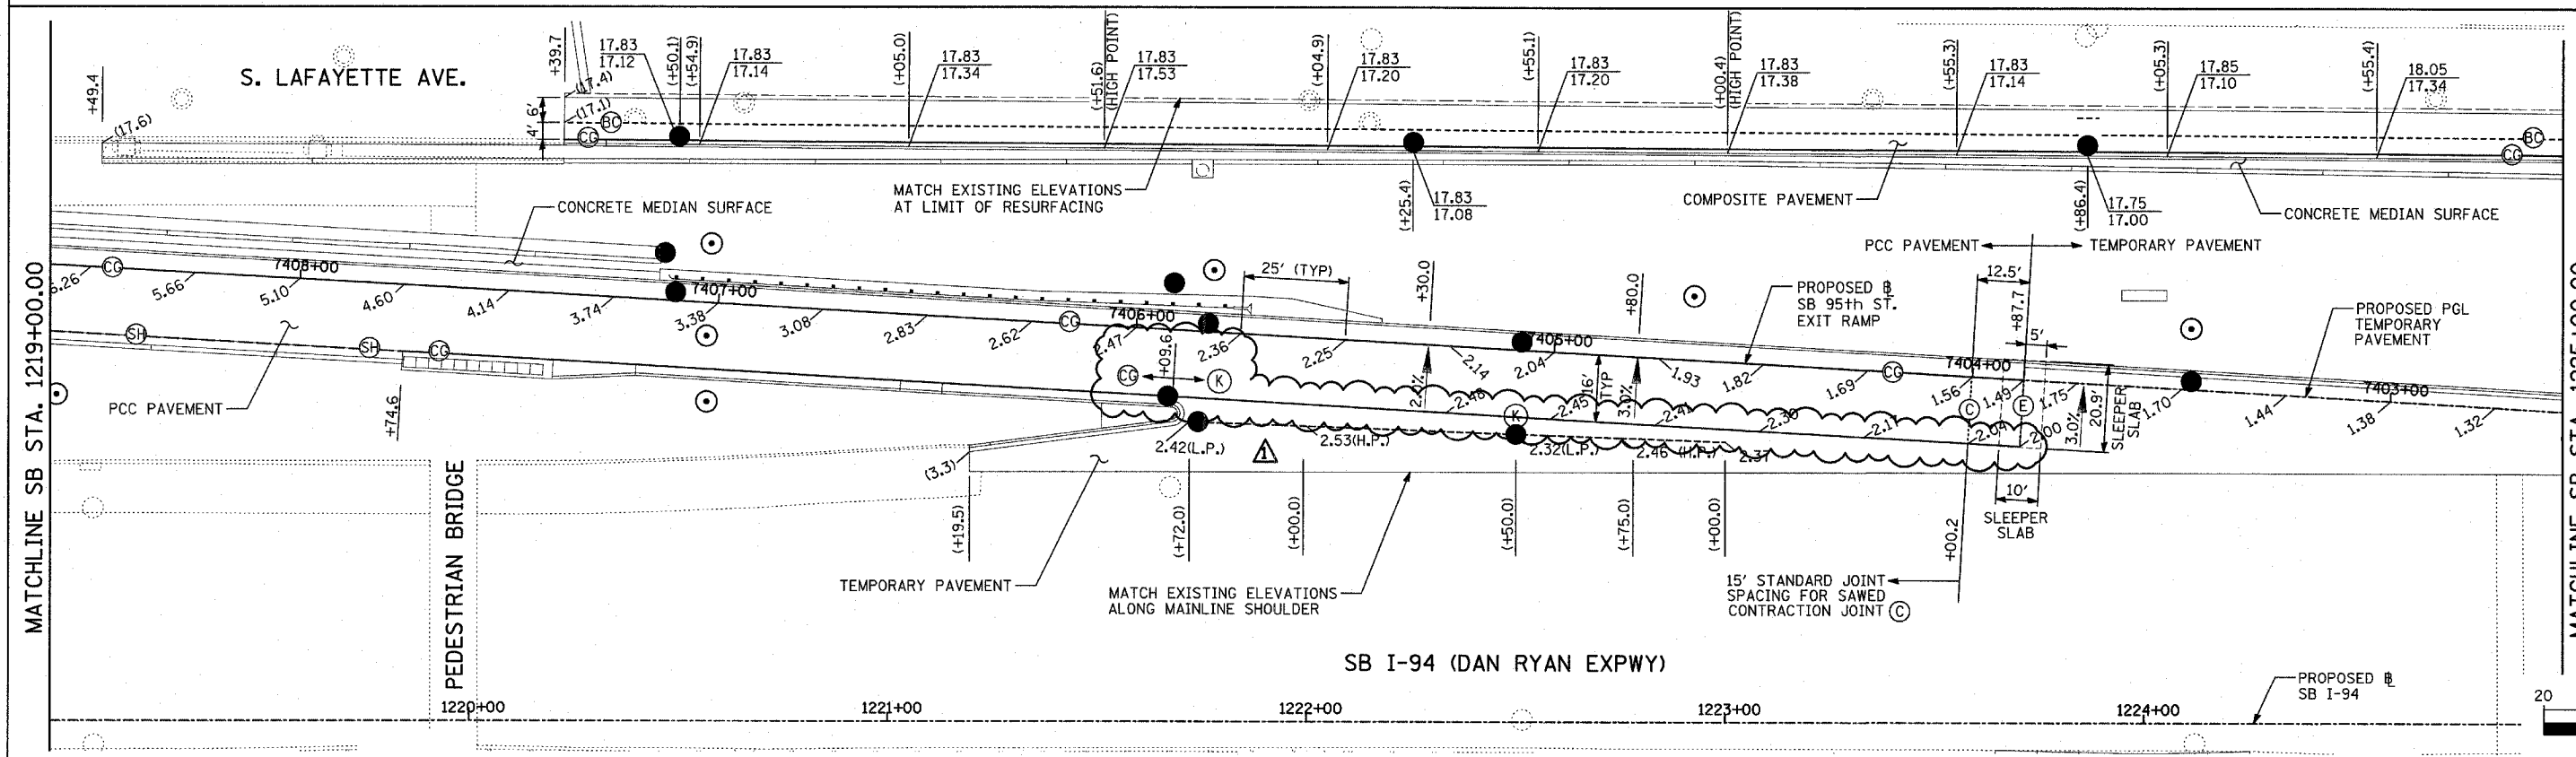 S. LAFAYETTE AVE.
+49.4
(17.6)
+39.7
(17.4)
(17.1)
6'
4'
CG
BC
17.83
17.12
(+50.1)
(+54.9)
17.83
17.14
(+05.0)
17.83
17.34
(+51.6)
(HIGH POINT)
17.83
17.53
(+04.9)
17.83
17.20
(+55.1)
17.83
17.20
(+00.4)
(HIGH POINT)
17.83
17.38
(+55.3)
17.83
17.14
(+05.3)
17.85
17.10
(+55.4)
18.05
17.34
BC
CG
MATCH EXISTING ELEVATIONS
AT LIMIT OF RESURFACING
(+25.4)
17.83
17.08
COMPOSITE PAVEMENT
(+86.4)
17.75
17.00
CONCRETE MEDIAN SURFACE
CONCRETE MEDIAN SURFACE
PCC PAVEMENT
TEMPORARY PAVEMENT
MATCHLINE SB STA. 1219+00.00
CG
5.66
7408+00
5.10
4.60
4.14
3.74
7407+00
3.38
3.08
2.83
2.62
CG
7406+00
2.47
2.36
25' (TYP)
2.25
+30.0
2.14
7405+00
2.04
+80.0
1.93
PROPOSED B
SB 95th ST.
EXIT RAMP
1.82
1.69
CG
7404+00
1.56
12.5'
+87.7
5'
1.49
1.75
1.70
PROPOSED PGL
TEMPORARY
PAVEMENT
1.44
7403+00
1.38
1.32
SH
SH
CG
PCC PAVEMENT
+74.6
CG
K
+09.6
2.0%
2.48
K
2.45
16'
TYP
3.0%
2.41
2.30
2.17
C
E
2.04
2.00
3.0%
20.9'
SLEEPER
SLAB
(3.3)
2.42(L.P.)
1
2.53(H.P.)
2.32(L.P.)
2.46 (H.P.)
2.37
10'
SLEEPER
SLAB
PEDESTRIAN BRIDGE
(+19.5)
(+72.0)
(+00.0)
(+50.0)
(+75.0)
(+00.0)
+00.2
TEMPORARY PAVEMENT
MATCH EXISTING ELEVATIONS
ALONG MAINLINE SHOULDER
15' STANDARD JOINT
SPACING FOR SAWED
CONTRACTION JOINT C
SB I-94 (DAN RYAN EXPWY)
PROPOSED B
SB I-94
1220+00
1221+00
1222+00
1223+00
1224+00
20